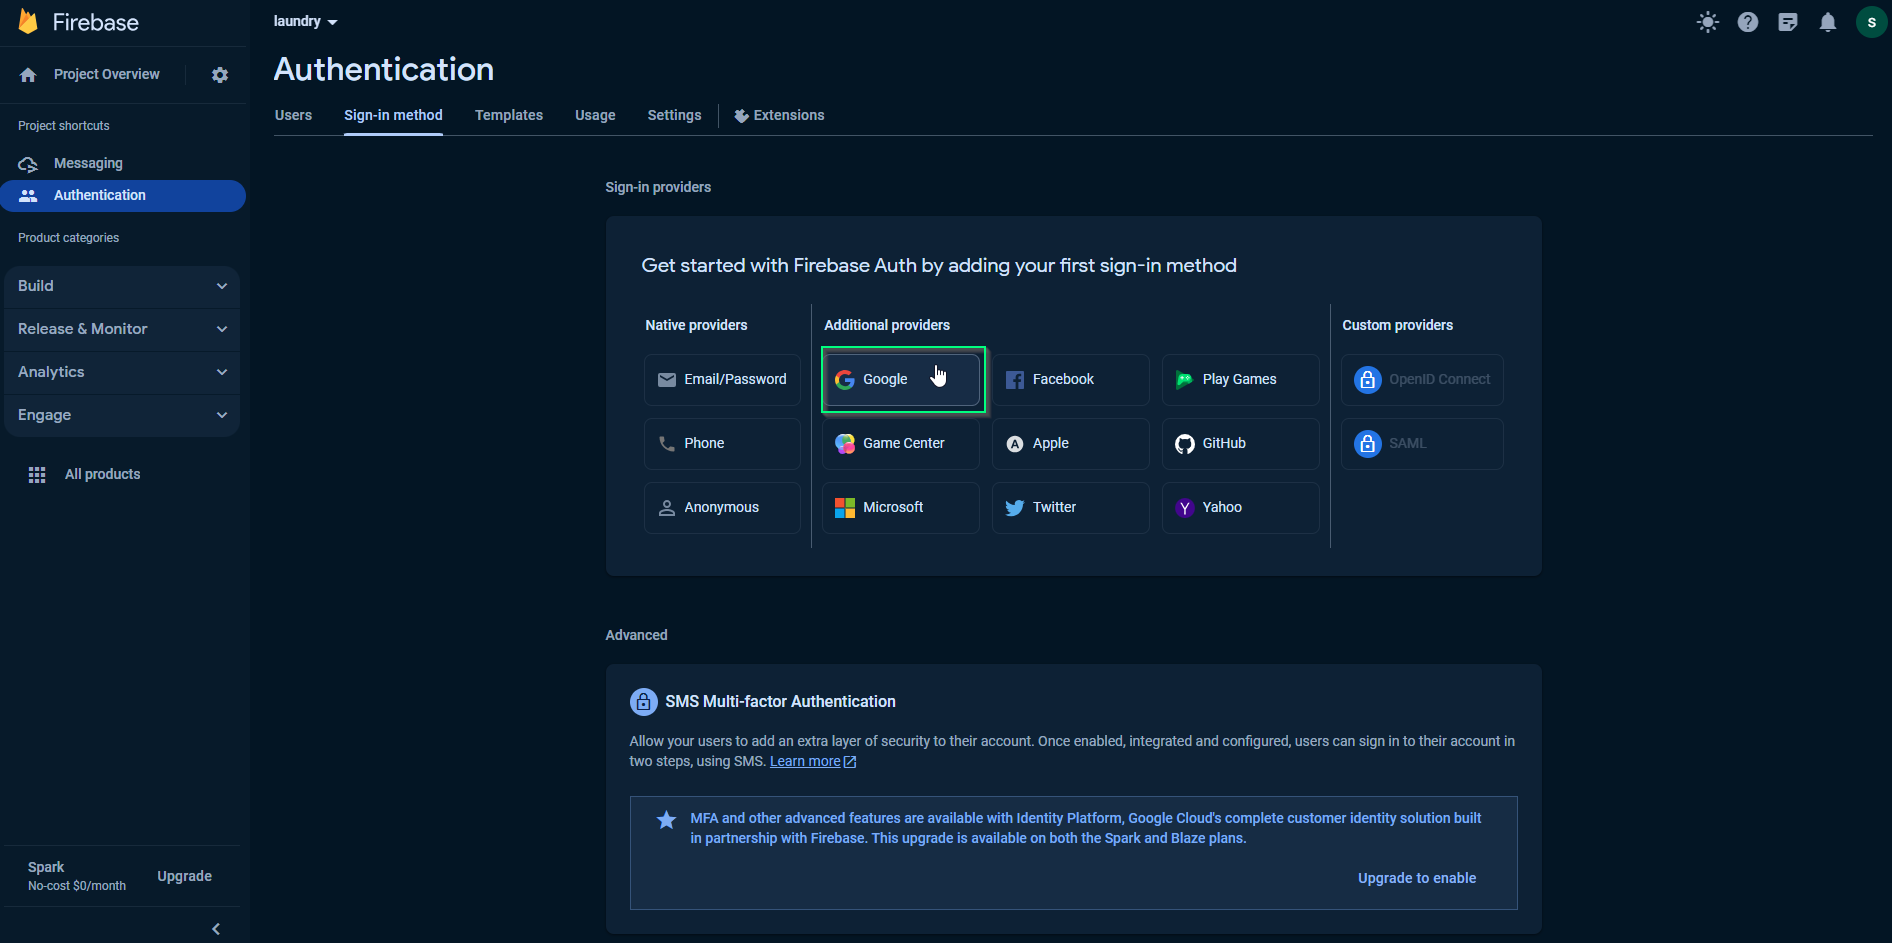 Firebase
laundry
S
Project Overview
Authentication
Users
Sign-in method
Templates
Usage
Settings
Extensions
Project shortcuts
Messaging
Authentication
Product categories
Build
Release & Monitor
Analytics
Engage
All products
Spark
No-cost $0/month
Upgrade
Sign-in providers
Get started with Firebase Auth by adding your first sign-in method
Native providers
Email/Password
Phone
Anonymous
Additional providers
Google
Facebook
Play Games
Game Center
Apple
GitHub
Microsoft
Twitter
Yahoo
Custom providers
OpenID Connect
SAML
Advanced
SMS Multi-factor Authentication
Allow your users to add an extra layer of security to their account. Once enabled, integrated and configured, users can sign in to their account in
two steps, using SMS. Learn more
MFA and other advanced features are available with Identity Platform, Google Cloud's complete customer identity solution built
in partnership with Firebase. This upgrade is available on both the Spark and Blaze plans.
Upgrade to enable